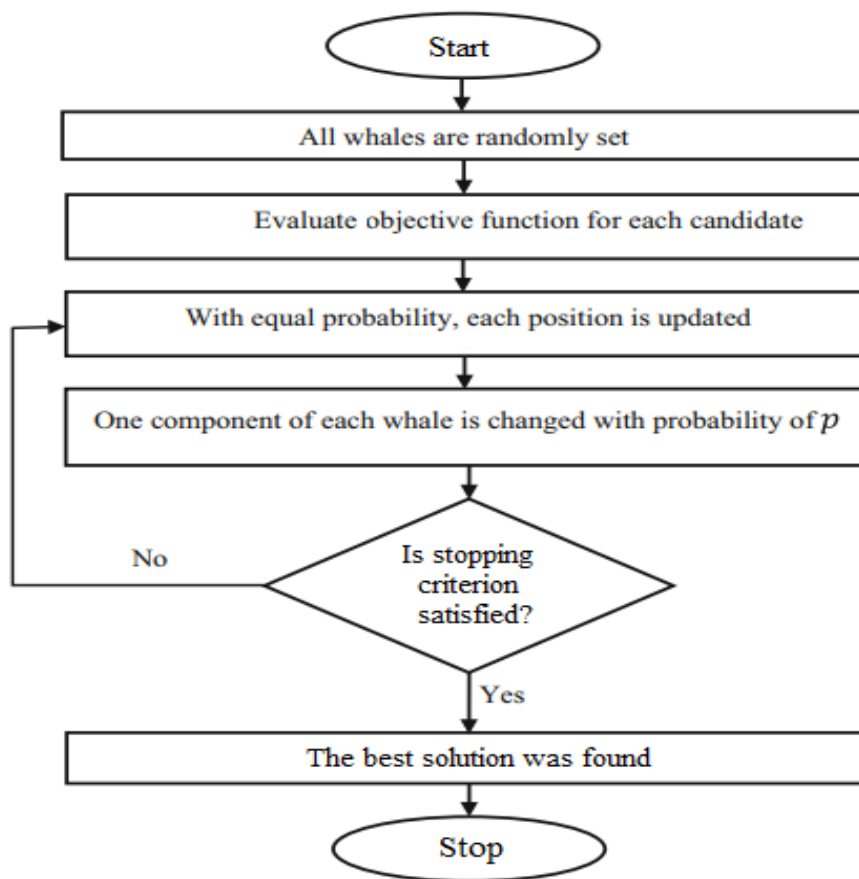 Start
All whales are randomly set
Evaluate objective function for each candidate
With equal probability, each position is updated
One component of each whale is changed with probability of p
No
Is stopping
criterion
satisfied?
Yes
The best solution was found
Stop